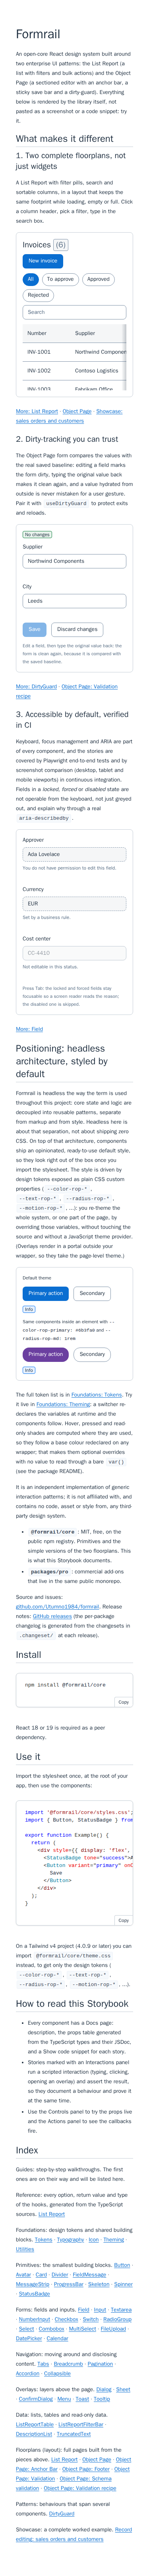 Formrail
An open-core React design system built around
two enterprise UI patterns: the List Report (a
list with filters and bulk actions) and the Object
Page (a sections object with an anchor bar, a
sticky save bar and a dirty-guard). Everything
below is rendered by the library itself, not
pasted as a screenshot or a code snippet: try
it.
What makes it different
1. Two complete floorplans, not
just widgets
A List Report with filter pills, search and
sortable columns, in a layout that keeps the
same footprint while loading, empty or full. Click
a column header, pick a filter, type in the
search box.
Invoices (6)
New invoice
All
To approve
Approved
Rejected
Search
Number Supplier
INV-1001 Northwind Componen
INV-1002 Contoso Logistics
INV-1003 Fabrikam Office
More: List Report · Object Page · Showcase:
sales orders and customers
2. Dirty-tracking you can trust
The Object Page form compares the values with
the real saved baseline: editing a field marks
the form dirty, typing the original value back
makes it clean again, and a value refreshed from
outside is never mistaken for a user gesture.
Pair it with useDirtyGuard to protect exits
and reloads.
No changes
Supplier
Northwind Components
City
Leeds
Save
Discard changes
Edit a field, then type the original value back: the
form is clean again, because it is compared with
the saved baseline.
More: DirtyGuard · Object Page: Validation
recipe
3. Accessible by default, verified
in CI
Keyboard, focus management and ARIA are part
of every component, and the stories are
covered by Playwright end-to-end tests and by
screenshot comparison (desktop, tablet and
mobile viewports) in continuous integration.
Fields in a locked, forced or disabled state are
not operable from the keyboard, not just greyed
out, and explain why through a real
aria-describedby.
Approver
Ada Lovelace
You do not have permission to edit this field.
Currency
EUR
Set by a business rule.
Cost center
CC-4410
Not editable in this status.
Press Tab: the locked and forced fields stay
focusable so a screen reader reads the reason;
the disabled one is skipped.
More: Field
Positioning: headless
architecture, styled by
default
Formrail is headless the way the term is used
throughout this project: core state and logic are
decoupled into reusable patterns, separate
from markup and from style. Headless here is
about that separation, not about shipping zero
CSS. On top of that architecture, components
ship an opinionated, ready-to-use default style,
so they look right out of the box once you
import the stylesheet. The style is driven by
design tokens exposed as plain CSS custom
properties ( --color-rop-* ,
--text-rop-* , --radius-rop-* ,
--motion-rop-* , …): you re-theme the
whole system, or one part of the page, by
overriding those variables, without touching the
code and without a JavaScript theme provider.
(Overlays render in a portal outside your
wrapper, so they take the page-level theme.)
Default theme
Primary action
Secondary
Info
Same components inside an element with --
color-rop-primary: #6b3fa0 and --
radius-rop-md: 1rem
Primary action
Secondary
Info
The full token list is in Foundations: Tokens. Try
it live in Foundations: Theming: a switcher re-
declares the variables at runtime and the
components follow. Hover, pressed and read-
only shades are mixed wherever they are used,
so they follow a base colour redeclared on any
wrapper; that makes their optional overrides
with no value to read through a bare var()
(see the package README).
It is an independent implementation of generic
interaction patterns; it is not affiliated with, and
contains no code, asset or style from, any third-
party design system.
@formrail/core : MIT, free, on the public npm registry. Primitives and the simple versions of the two floorplans. This is what this Storybook documents.
packages/pro : commercial add-ons that live in the same public monorepo.
Source and issues:
github.com/Utumno1984/formrail. Release
notes: GitHub releases (the per-package
changelog is generated from the changesets in
.changeset/ at each release).
Install
npm install @formrail/core
Copy
React 18 or 19 is required as a peer
dependency.
Use it
Import the stylesheet once, at the root of your
app, then use the components:
import '@formrail/core/styles.css';
import { Button, StatusBadge } from
export function Example() {
return (
<div style={{ display: 'flex',
<StatusBadge tone="success">A
<Button variant="primary" onC
Save
</Button>
</div>
);
}
Copy
On a Tailwind v4 project (4.0.9 or later) you can
import @formrail/core/theme.css
instead, to get only the design tokens (
--color-rop-* , --text-rop-* ,
--radius-rop-* , --motion-rop-* , …).
How to read this Storybook
Every component has a Docs page:
description, the props table generated
from the TypeScript types and their JSDoc,
and a Show code snippet for each story.
Stories marked with an Interactions panel
run a scripted interaction (typing, clicking,
opening an overlay) and assert the result,
so they document a behaviour and prove it
at the same time.
Use the Controls panel to try the props live
and the Actions panel to see the callbacks
fire.
Index
Guides: step-by-step walkthroughs. The first
ones are on their way and will be listed here.
Reference: every option, return value and type
of the hooks, generated from the TypeScript
sources. List Report
Foundations: design tokens and shared building
blocks. Tokens · Typography · Icon · Theming
Utilities
Primitives: the smallest building blocks. Button ·
Avatar · Card · Divider · FieldMessage ·
MessageStrip · ProgressBar · Skeleton · Spinner
· StatusBadge
Forms: fields and inputs. Field · Input · Textarea
· NumberInput · Checkbox · Switch · RadioGroup
· Select · Combobox · MultiSelect · FileUpload ·
DatePicker · Calendar
Navigation: moving around and disclosing
content. Tabs · Breadcrumb · Pagination ·
Accordion · Collapsible
Overlays: layers above the page. Dialog · Sheet
· ConfirmDialog · Menu · Toast · Tooltip
Data: lists, tables and read-only data.
ListReportTable · ListReportFilterBar ·
DescriptionList · TruncatedText
Floorplans (layout): full pages built from the
pieces above. List Report · Object Page · Object
Page: Anchor Bar · Object Page: Footer · Object
Page: Validation · Object Page: Schema
validation · Object Page: Validation recipe
Patterns: behaviours that span several
components. DirtyGuard
Showcase: a complete worked example. Record
editing, sales orders and customers